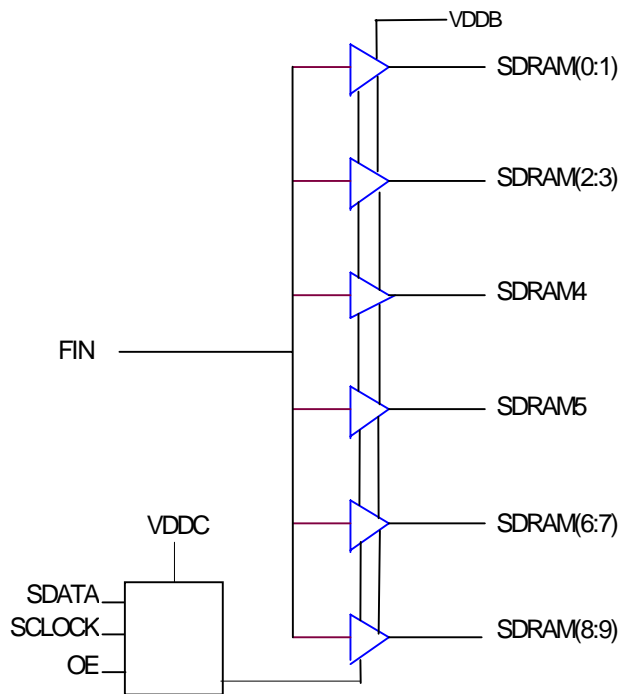 VDDB
SDRAM(0:1)
SDRAM(2:3)
SDRAM4
FIN
SDRAM5
VDDC
SDRAM(6:7)
SDATA
SCLOCK
SDRAM(8:9)
OE